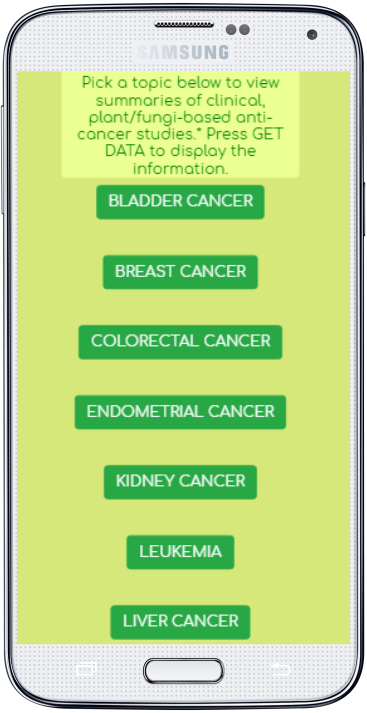 SAMSUNG
Pick a topic below to view
summaries of clinical,
plant/fungi-based anti-
cancer studies.* Press GET
DATA to display the
information.
BLADDER CANCER
BREAST CANCER
COLORECTAL CANCER
ENDOMETRIAL CANCER
KIDNEY CANCER
LEUKEMIA
LIVER CANCER